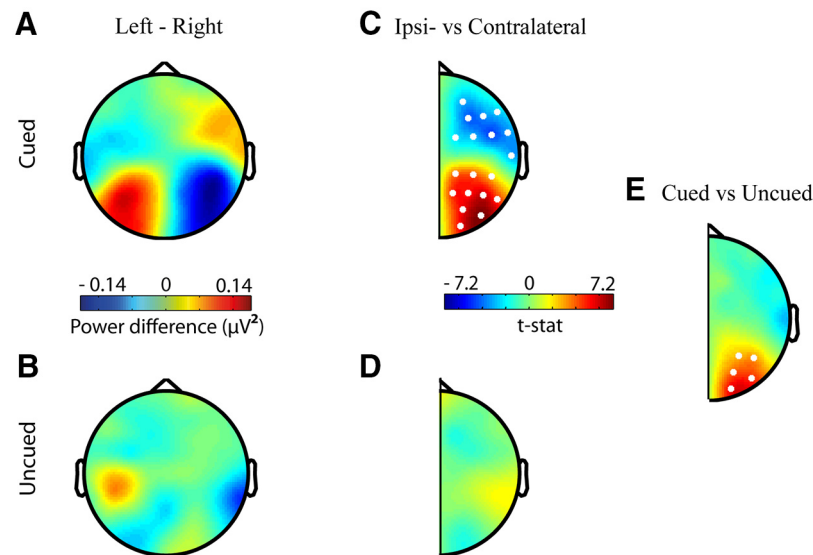 A
Left - Right
C
Ipsi- vs Contralateral
Cued
E
Cued vs Uncued
- 0.14 0 0.14
Power difference (µV²)
- 7.2 0 7.2
t-stat
B
D
Uncued